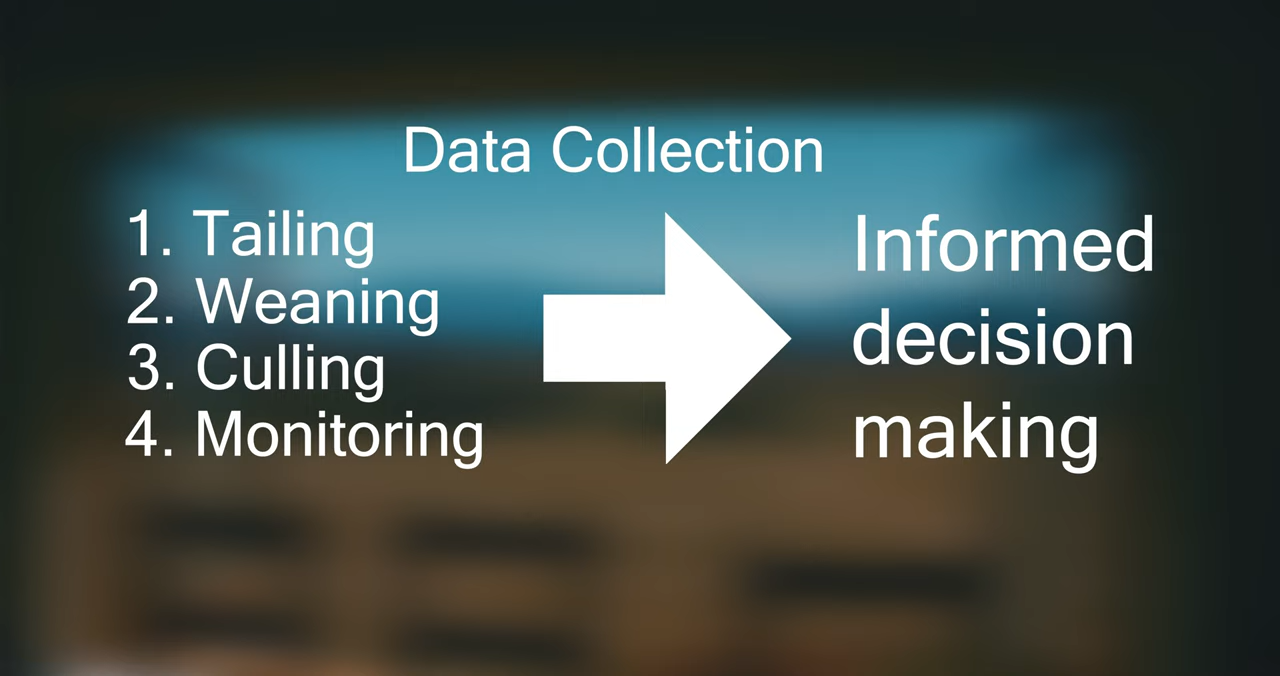 Data Collection
1. Tailing
2. Weaning
3. Culling
4. Monitoring
Informed
decision
making